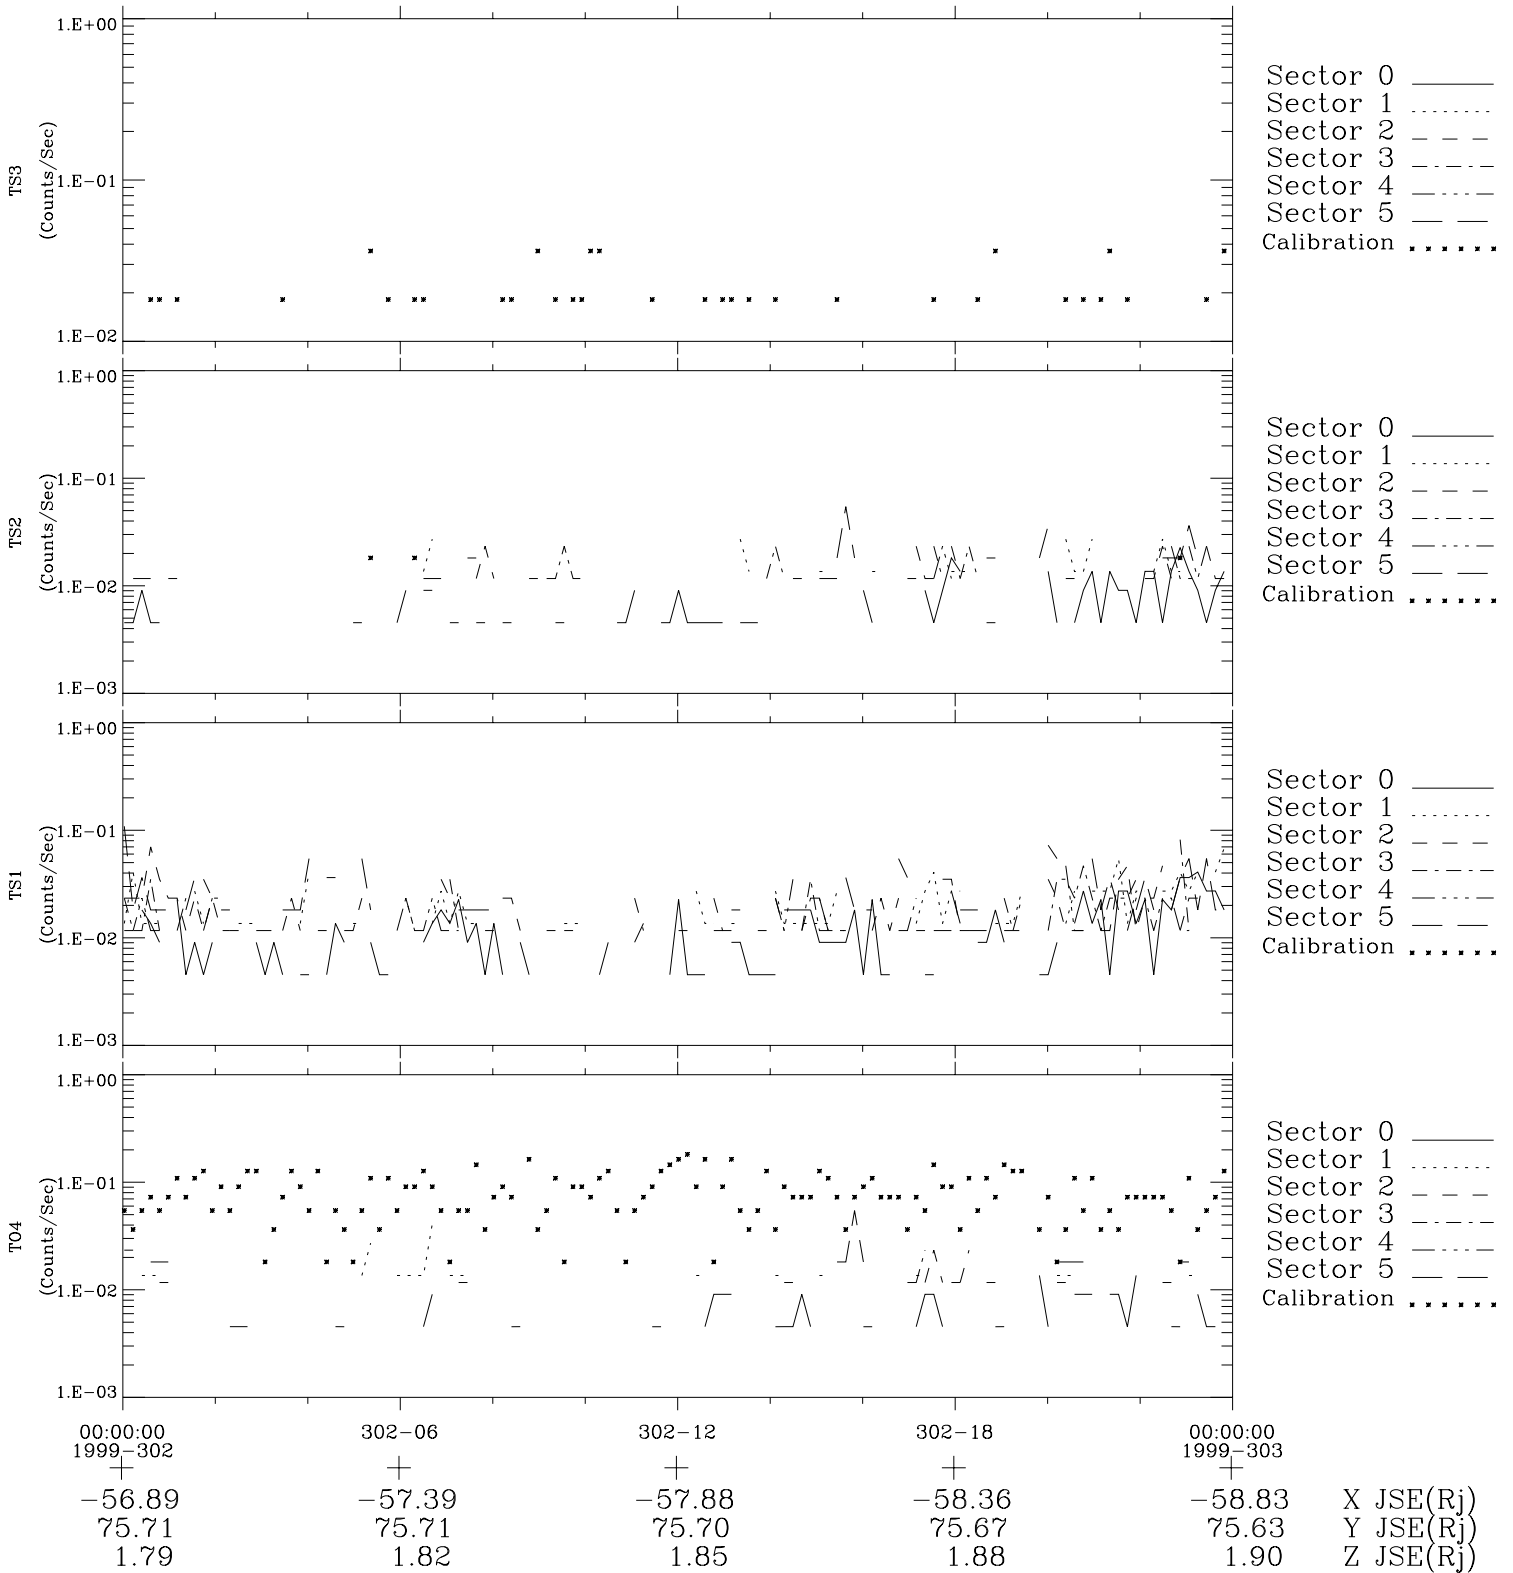 1.E+00
1.E-01
1.E-02
TS3
(Counts/Sec)
Sector 0
Sector 1
Sector 2
Sector 3
Sector 4
Sector 5
Calibration
1.E+00
1.E-01
1.E-02
1.E-03
TS2
(Counts/Sec)
Sector 0
Sector 1
Sector 2
Sector 3
Sector 4
Sector 5
Calibration
1.E+00
1.E-01
1.E-02
1.E-03
TS1
(Counts/Sec)
Sector 0
Sector 1
Sector 2
Sector 3
Sector 4
Sector 5
Calibration
1.E+00
1.E-01
1.E-02
1.E-03
TO4
(Counts/Sec)
Sector 0
Sector 1
Sector 2
Sector 3
Sector 4
Sector 5
Calibration
00:00:00 302-06 302-12 302-18 00:00:00
1999-302 1999-303
-56.89 -57.39 -57.88 -58.36 -58.83 X JSE(Rj)
75.71 75.71 75.70 75.67 75.63 Y JSE(Rj)
1.79 1.82 1.85 1.88 1.90 Z JSE(Rj)